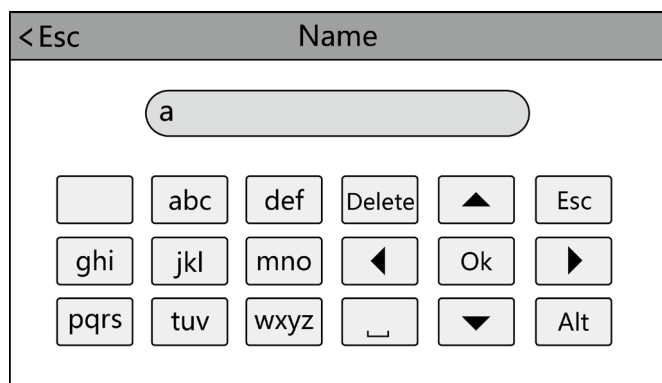 <Esc Name
a
abc def Delete ▲ Esc
ghi jkl mno ◀ Ok ▶
pqrs tuv wxyz ⎵ ▼ Alt